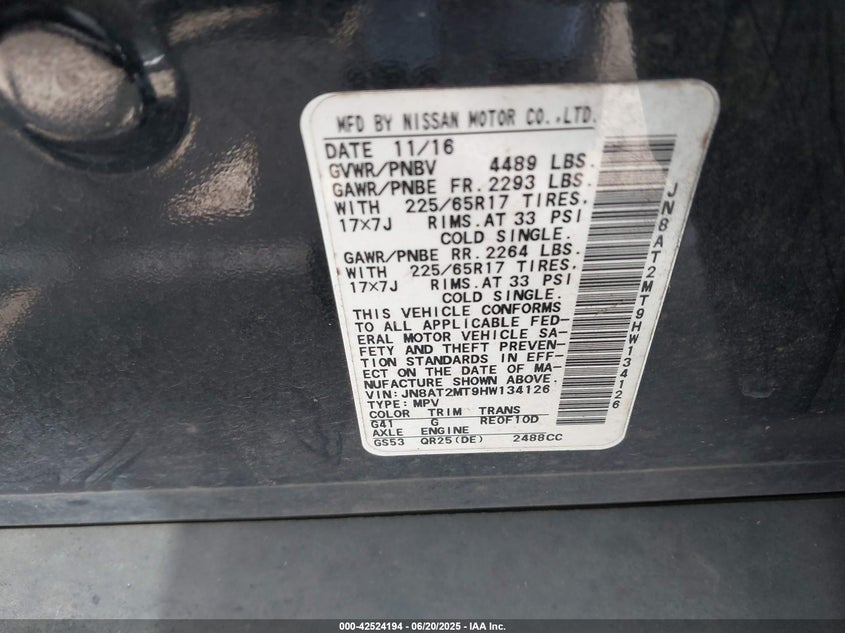 MFD BY NISSAN MOTOR CO.,LTD.
DATE 11/16
GVWR/PNBV 4489 LBS.
GAWR/PNBE FR. 2293 LBS.
WITH 225/65R17 TIRES.
17×7J RIMS.AT 33 PSI
COLD SINGLE.
GAWR/PNBE RR. 2264 LBS.
WITH 225/65R17 TIRES.
17×7J RIMS.AT 33 PSI
COLD SINGLE.
THIS VEHICLE CONFORMS
TO ALL APPLICABLE FED-
ERAL MOTOR VEHICLE SA-
FETY AND THEFT PREVEN-
TION STANDARDS IN EFF-
ECT ON THE DATE OF MA-
NUFACTURE SHOWN ABOVE.
VIN:JN8AT2MT9HW134126
TYPE:MPV
COLOR TRIM TRANS
G41 G RE0F10D
AXLE ENGINE
GS53 QR25(DE) 2488CC
JN8AT2MT9HW134126
000-42524194 - 06/20/2025 - IAA Inc.